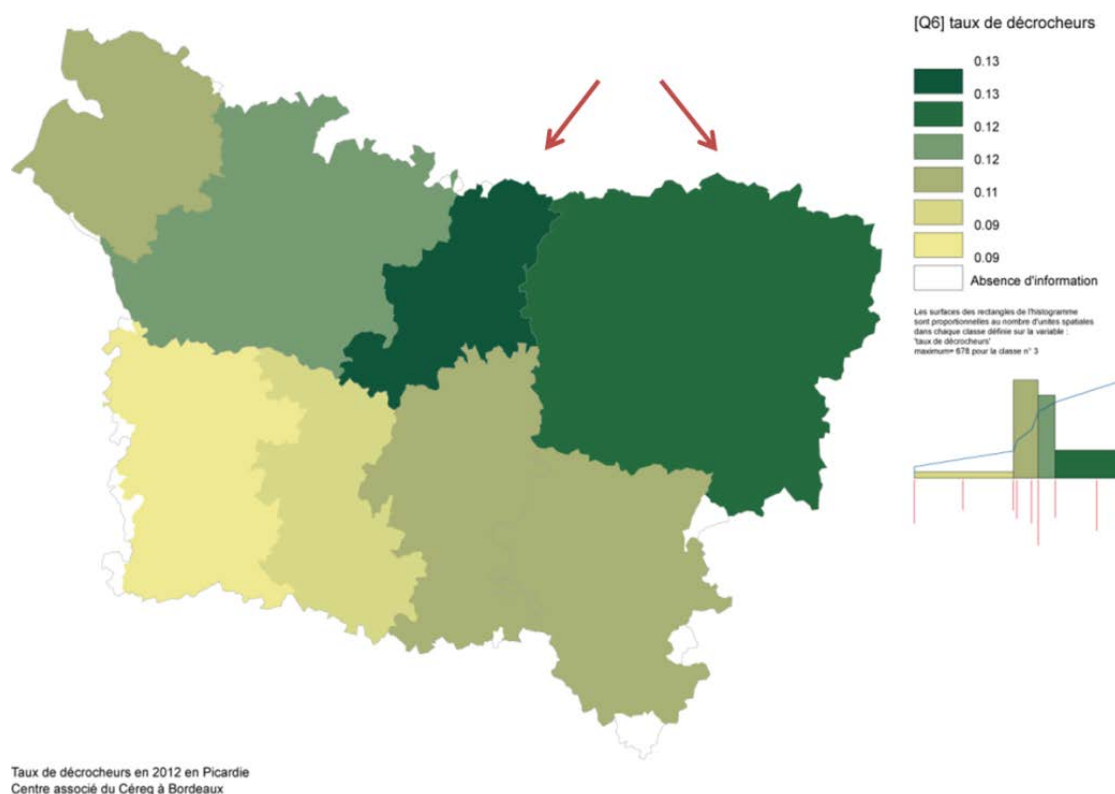 [Q6] taux de décrocheurs
0.13
0.13
0.12
0.12
0.11
0.09
0.09
Absence d'information
Les surfaces des rectangles de l'histogramme
sont proportionnelles au nombre d'unites spatiales
dans chaque classe définie sur la variable :
'taux de décrocheurs'
maximum= 678 pour la classe n° 3
Taux de décrocheurs en 2012 en Picardie
Centre associé du Céreq à Bordeaux